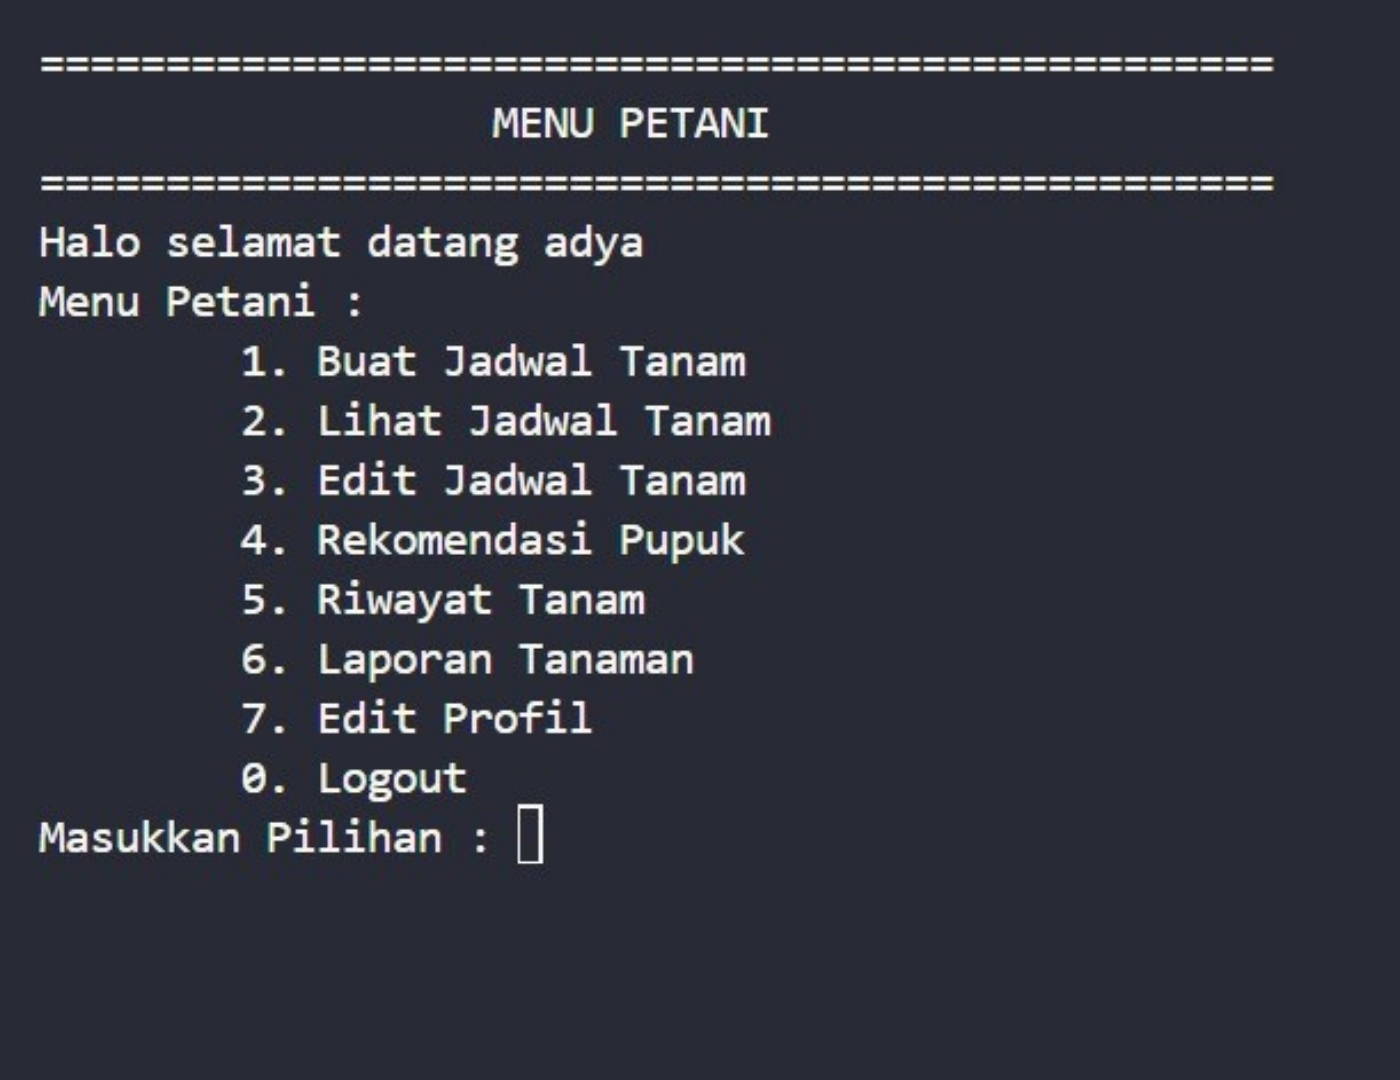 =================================================
MENU PETANI
=================================================
Halo selamat datang adya
Menu Petani :
1. Buat Jadwal Tanam
2. Lihat Jadwal Tanam
3. Edit Jadwal Tanam
4. Rekomendasi Pupuk
5. Riwayat Tanam
6. Laporan Tanaman
7. Edit Profil
0. Logout
Masukkan Pilihan :